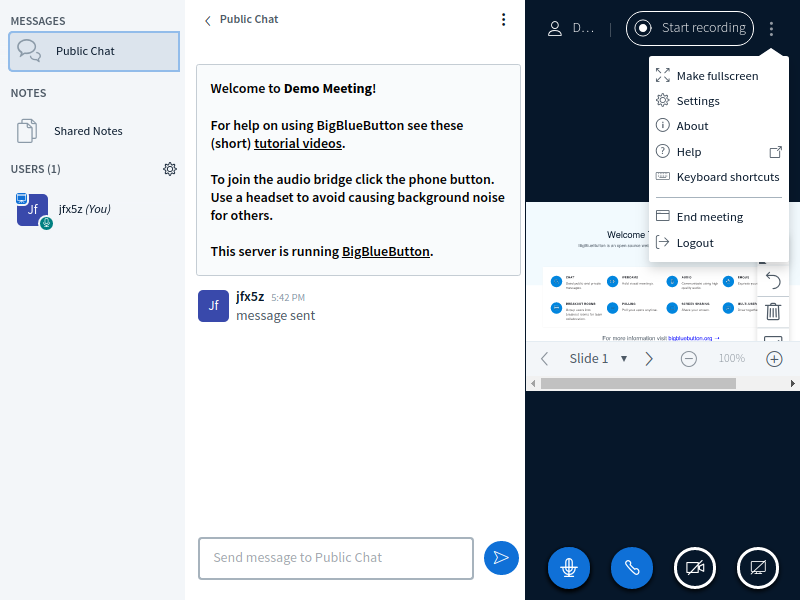 MESSAGES
Public Chat
NOTES
Shared Notes
USERS (1)
Jf
jfx5z (You)
Public Chat
Welcome to Demo Meeting!
For help on using BigBlueButton see these
(short) tutorial videos.
To join the audio bridge click the phone button.
Use a headset to avoid causing background noise
for others.
This server is running BigBlueButton.
Jf
jfx5z 5:42 PM
message sent
Send message to Public Chat
D...
Start recording
Make fullscreen
Settings
About
Help
Keyboard shortcuts
End meeting
Logout
Welcome
For more information visit bigbluebutton.org →
Slide 1
100%